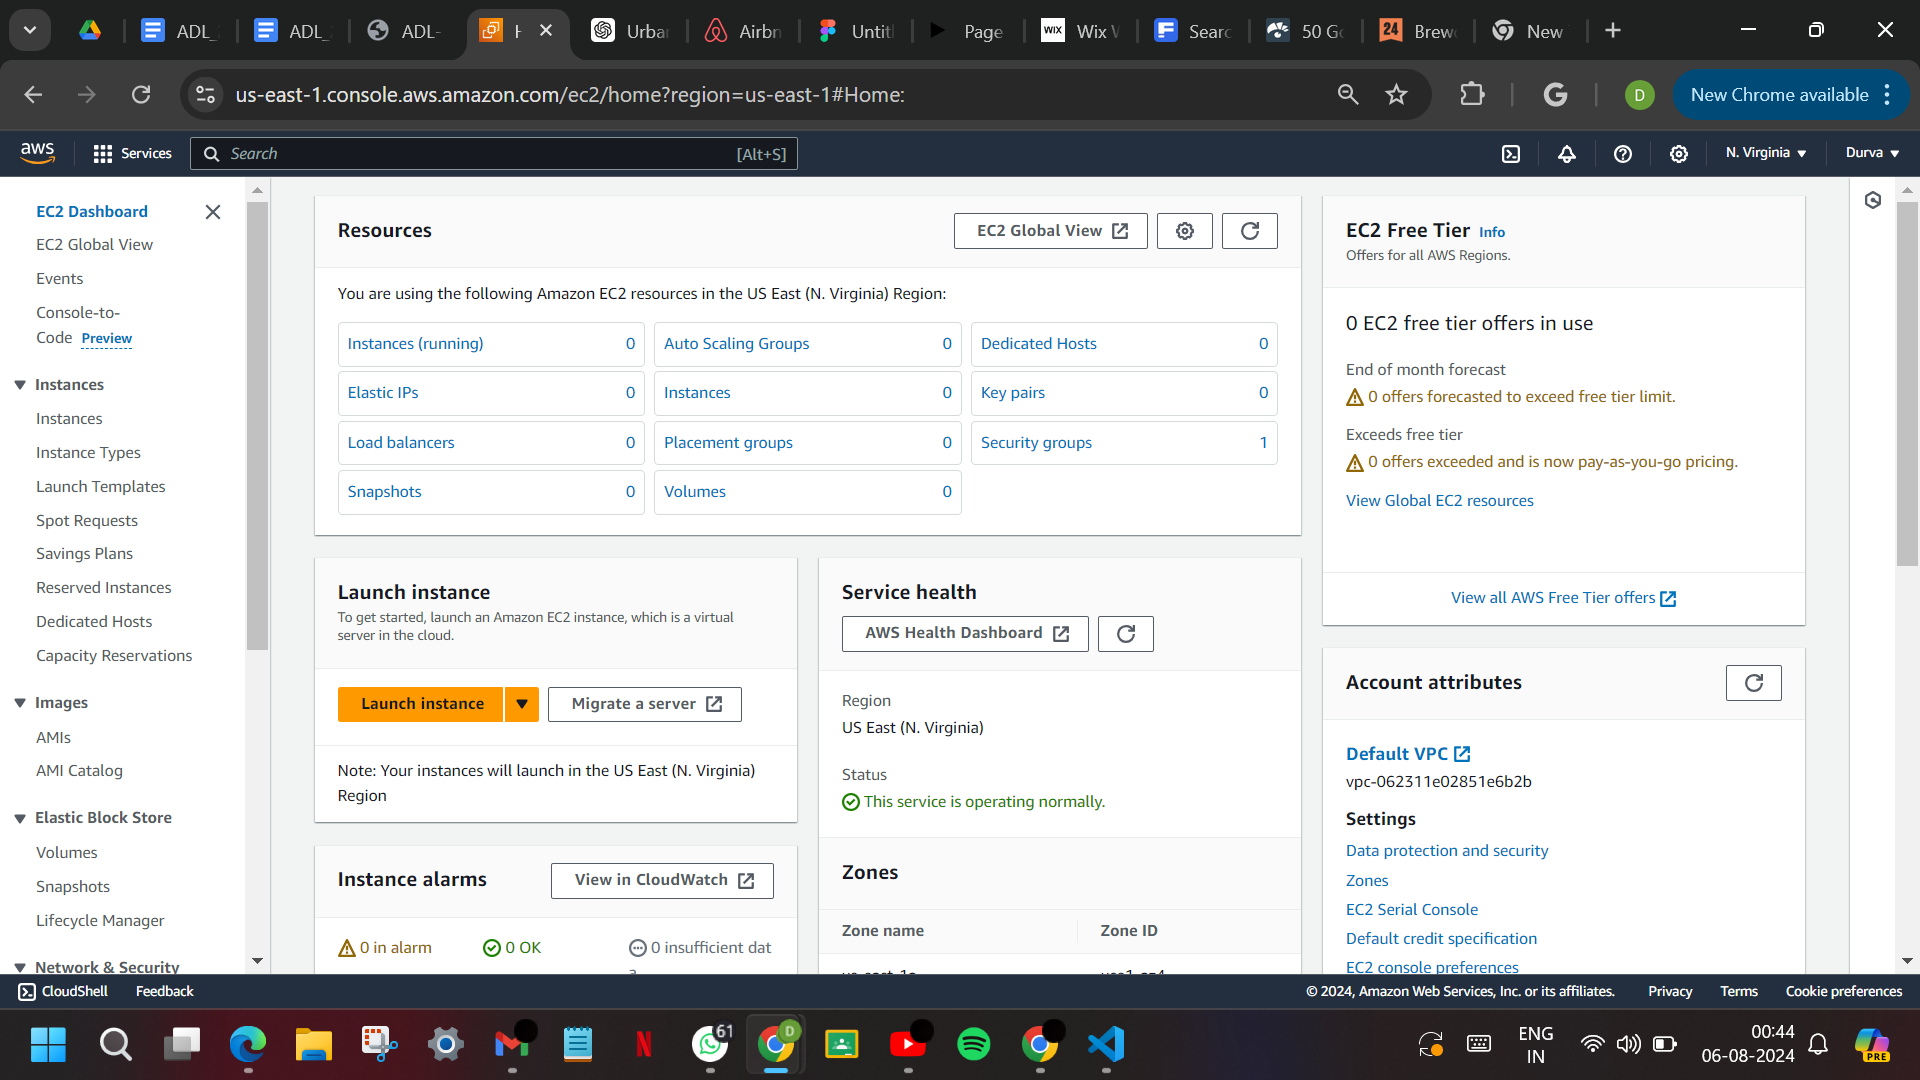 ADL_
ADL_
ADL-
Urban
Airbn
Untit
Page
WIX
Wix W
Searc
24
50 Go
Brew
New
us-east-1.console.aws.amazon.com/ec2/home?region=us-east-1#Home:
D
New Chrome available
aws
Services
Search
[Alt+S]
N. Virginia
Durva
EC2 Dashboard
EC2 Global View
Events
Console-to-
Code Preview
Instances
Instances
Instance Types
Launch Templates
Spot Requests
Savings Plans
Reserved Instances
Dedicated Hosts
Capacity Reservations
Images
AMIs
AMI Catalog
Elastic Block Store
Volumes
Snapshots
Lifecycle Manager
Network & Security
Resources
EC2 Global View
You are using the following Amazon EC2 resources in the US East (N. Virginia) Region:
Instances (running) 0
Auto Scaling Groups 0
Dedicated Hosts 0
Elastic IPs 0
Instances 0
Key pairs 0
Load balancers 0
Placement groups 0
Security groups 1
Snapshots 0
Volumes 0
Launch instance
To get started, launch an Amazon EC2 instance, which is a virtual
server in the cloud.
Launch instance
Migrate a server
Note: Your instances will launch in the US East (N. Virginia)
Region
Instance alarms
View in CloudWatch
0 in alarm
0 OK
0 insufficient dat
a
Service health
AWS Health Dashboard
Region
US East (N. Virginia)
Status
This service is operating normally.
Zones
Zone name
Zone ID
EC2 Free Tier Info
Offers for all AWS Regions.
0 EC2 free tier offers in use
End of month forecast
0 offers forecasted to exceed free tier limit.
Exceeds free tier
0 offers exceeded and is now pay-as-you-go pricing.
View Global EC2 resources
View all AWS Free Tier offers
Account attributes
Default VPC
vpc-062311e02851e6b2b
Settings
Data protection and security
Zones
EC2 Serial Console
Default credit specification
EC2 console preferences
CloudShell
Feedback
© 2024, Amazon Web Services, Inc. or its affiliates.
Privacy
Terms
Cookie preferences
61
D
ENG
IN
00:44
06-08-2024
PRE